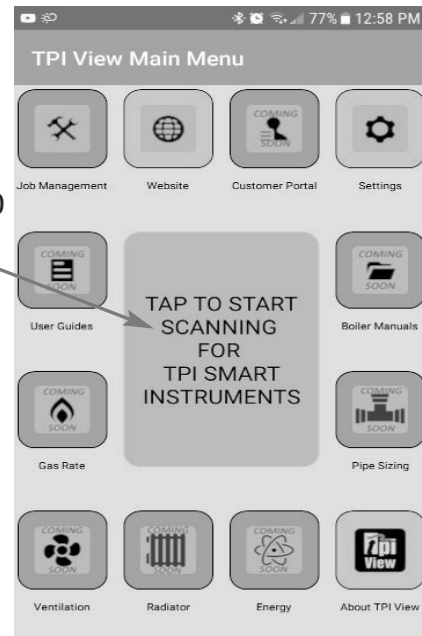 77% 12:58 PM
TPI View Main Menu
COMING
SOON
Job Management Website Customer Portal Settings
COMING
SOON
COMING
SOON
User Guides Boiler Manuals
TAP TO START
SCANNING
FOR
TPI SMART
INSTRUMENTS
COMING
SOON
COMING
SOON
Gas Rate Pipe Sizing
COMING
SOON
COMING
SOON
COMING
SOON
Tpi
View
Ventilation Radiator Energy About TPI View